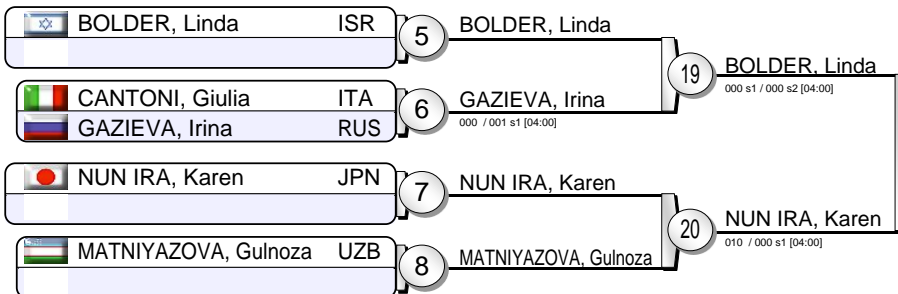 BOLDER, Linda ISR
5
BOLDER, Linda
19
BOLDER, Linda
000 s1 / 000 s2 [04:00]
CANTONI, Giulia ITA
GAZIEVA, Irina RUS
6
GAZIEVA, Irina
000 / 001 s1 [04:00]
NUN IRA, Karen JPN
7
NUN IRA, Karen
20
NUN IRA, Karen
010 / 000 s1 [04:00]
MATNIYAZOVA, Gulnoza UZB
8
MATNIYAZOVA, Gulnoza